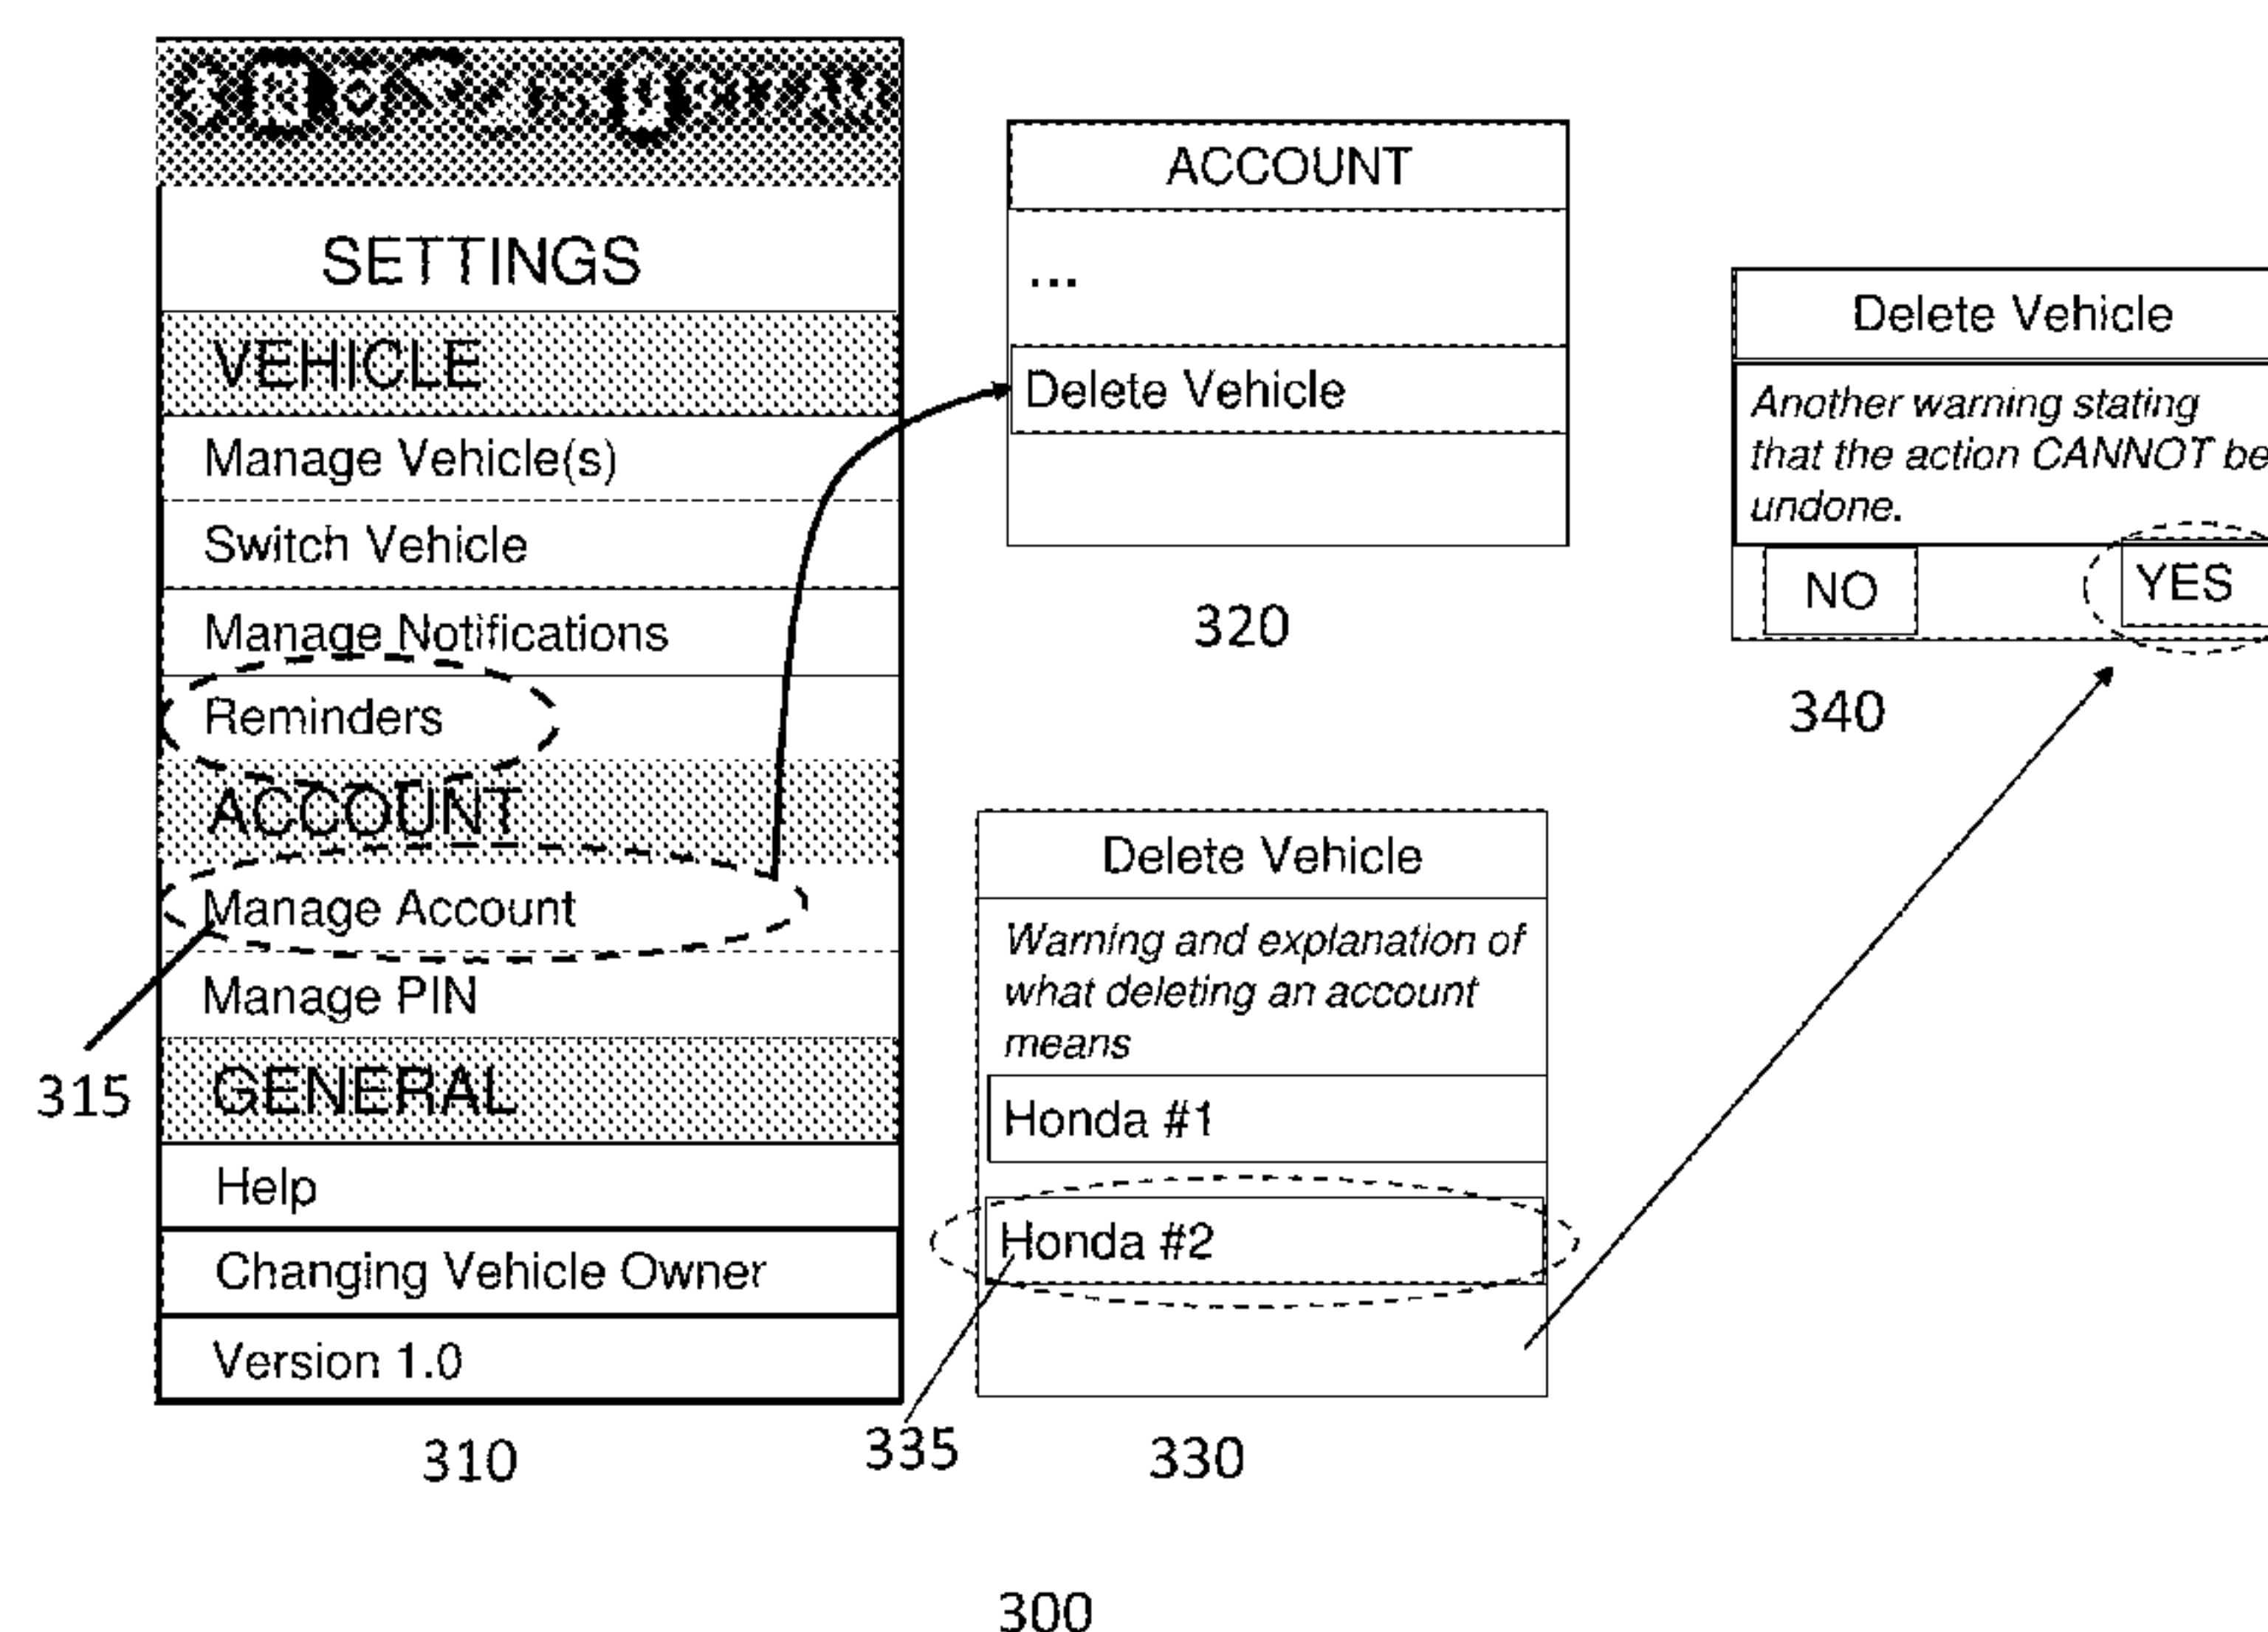 SETTINGS
VEHICLE
Manage Vehicle(s)
Switch Vehicle
Manage Notifications
Reminders
ACCOUNT
Manage Account
Manage PIN
GENERAL
Help
Changing Vehicle Owner
Version 1.0
315
310
ACCOUNT
...
Delete Vehicle
320
Delete Vehicle
Warning and explanation of
what deleting an account
means
Honda #1
Honda #2
335
330
Delete Vehicle
Another warning stating
that the action CANNOT be
undone.
NO
YES
340
300